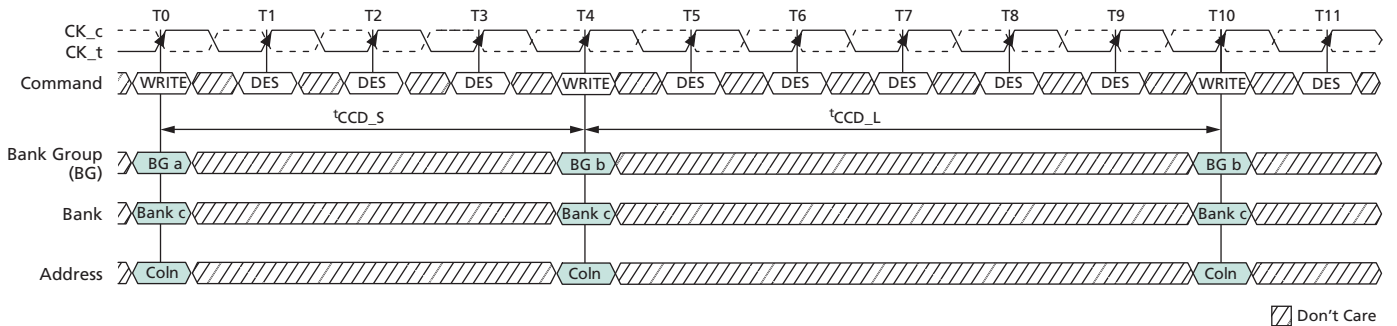 T0 T1 T2 T3 T4 T5 T6 T7 T8 T9 T10 T11
CK_c
CK_t
Command WRITE DES DES DES WRITE DES DES DES DES DES WRITE DES
tCCD_S tCCD_L
Bank Group
(BG) BG a BG b BG b
Bank Bank c Bank c Bank c
Address Coln Coln Coln
Don't Care